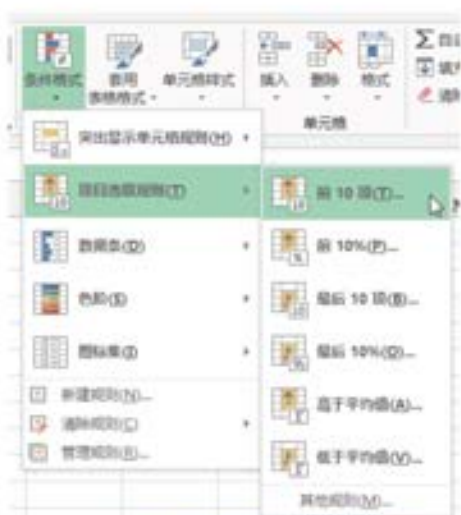 条件格式 套用表格格式 单元格样式 插入 删除 格式
单元格
突出显示单元格规则(H)
项目选取规则(T)
数据条(D)
色阶(S)
图标集(I)
新建规则(N)...
清除规则(C)
管理规则(R)...
前 10 项(T)...
前 10%(P)...
最后 10 项(B)...
最后 10%(O)...
高于平均值(A)...
低于平均值(V)...
其他规则(M)...